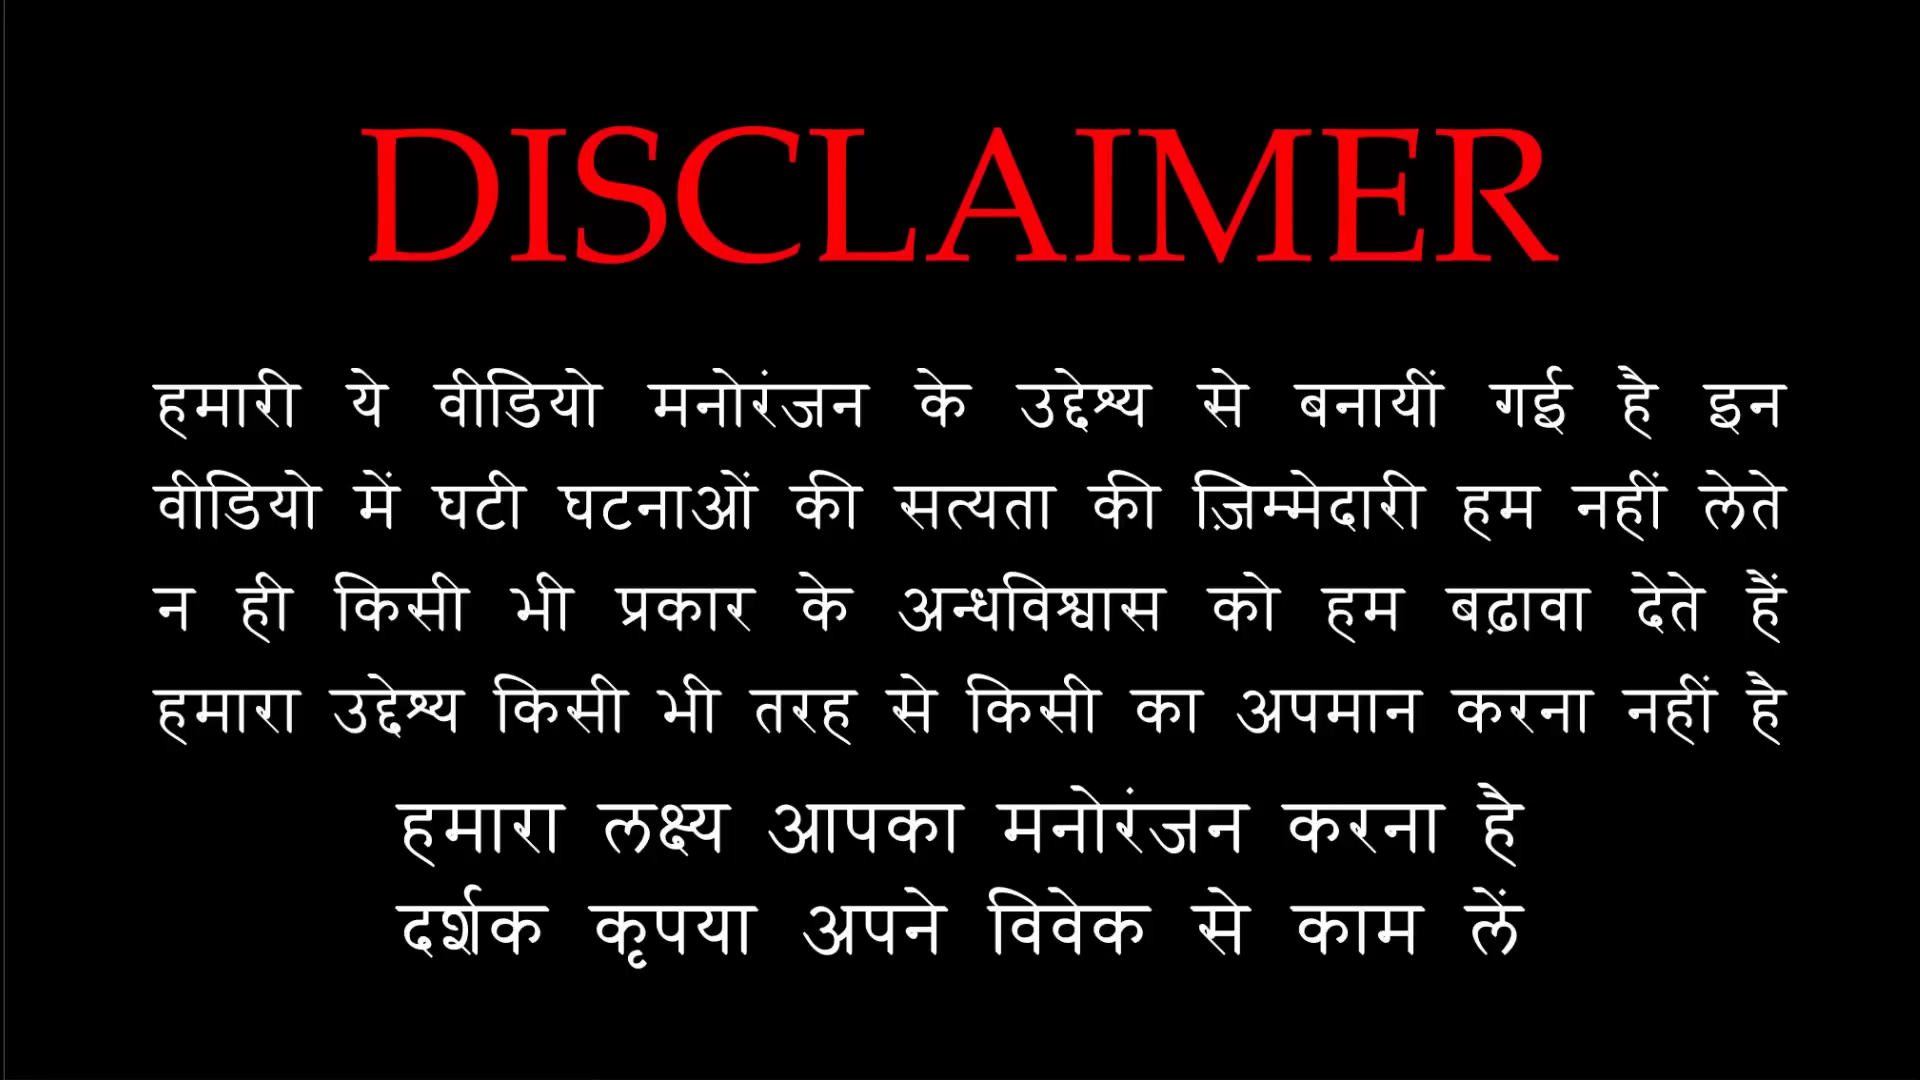 DISCLAIMER
हमारी ये वीडियो मनोरंजन के उद्देश्य से बनायीं गई है इन
वीडियो में घटी घटनाओं की सत्यता की ज़िम्मेदारी हम नहीं लेते
न ही किसी भी प्रकार के अन्धविश्वास को हम बढ़ावा देते हैं
हमारा उद्देश्य किसी भी तरह से किसी का अपमान करना नहीं है
हमारा लक्ष्य आपका मनोरंजन करना है
दर्शक कृपया अपने विवेक से काम लें